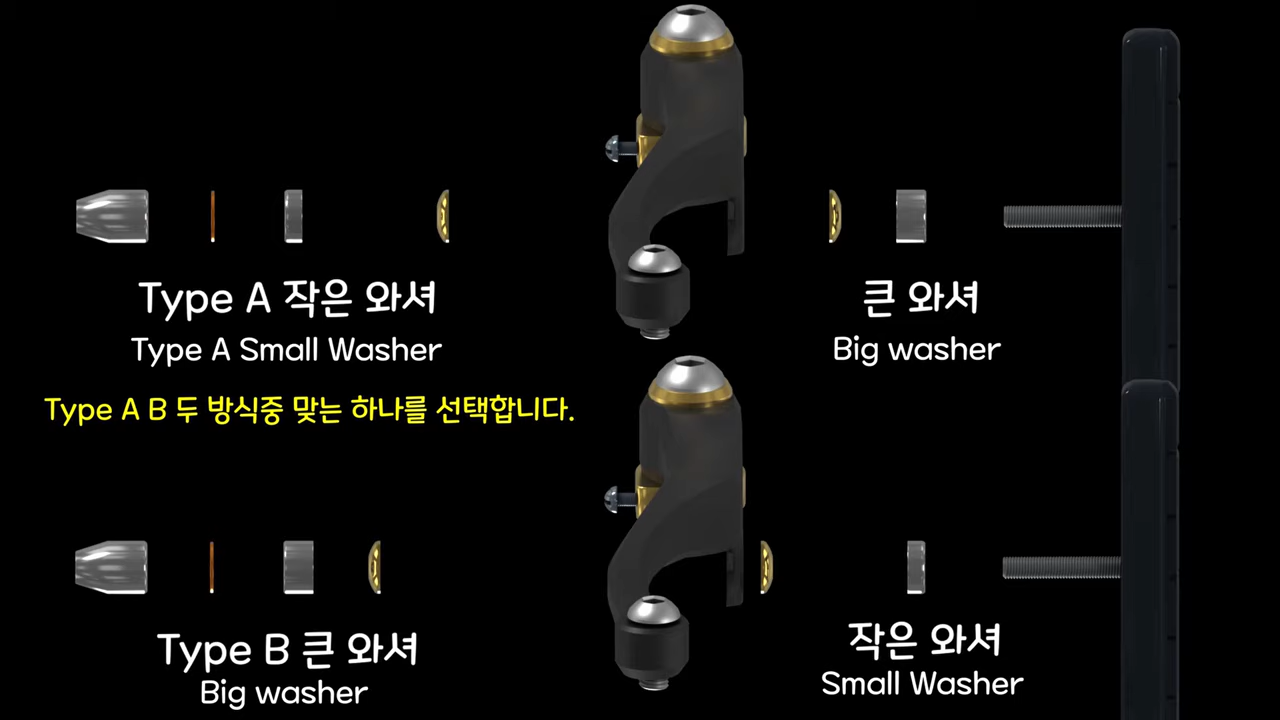 Type A 작은 와셔
Type A Small Washer
큰 와셔
Big washer
Type A B 두 방식중 맞는 하나를 선택합니다.
Type B 큰 와셔
Big washer
작은 와셔
Small Washer